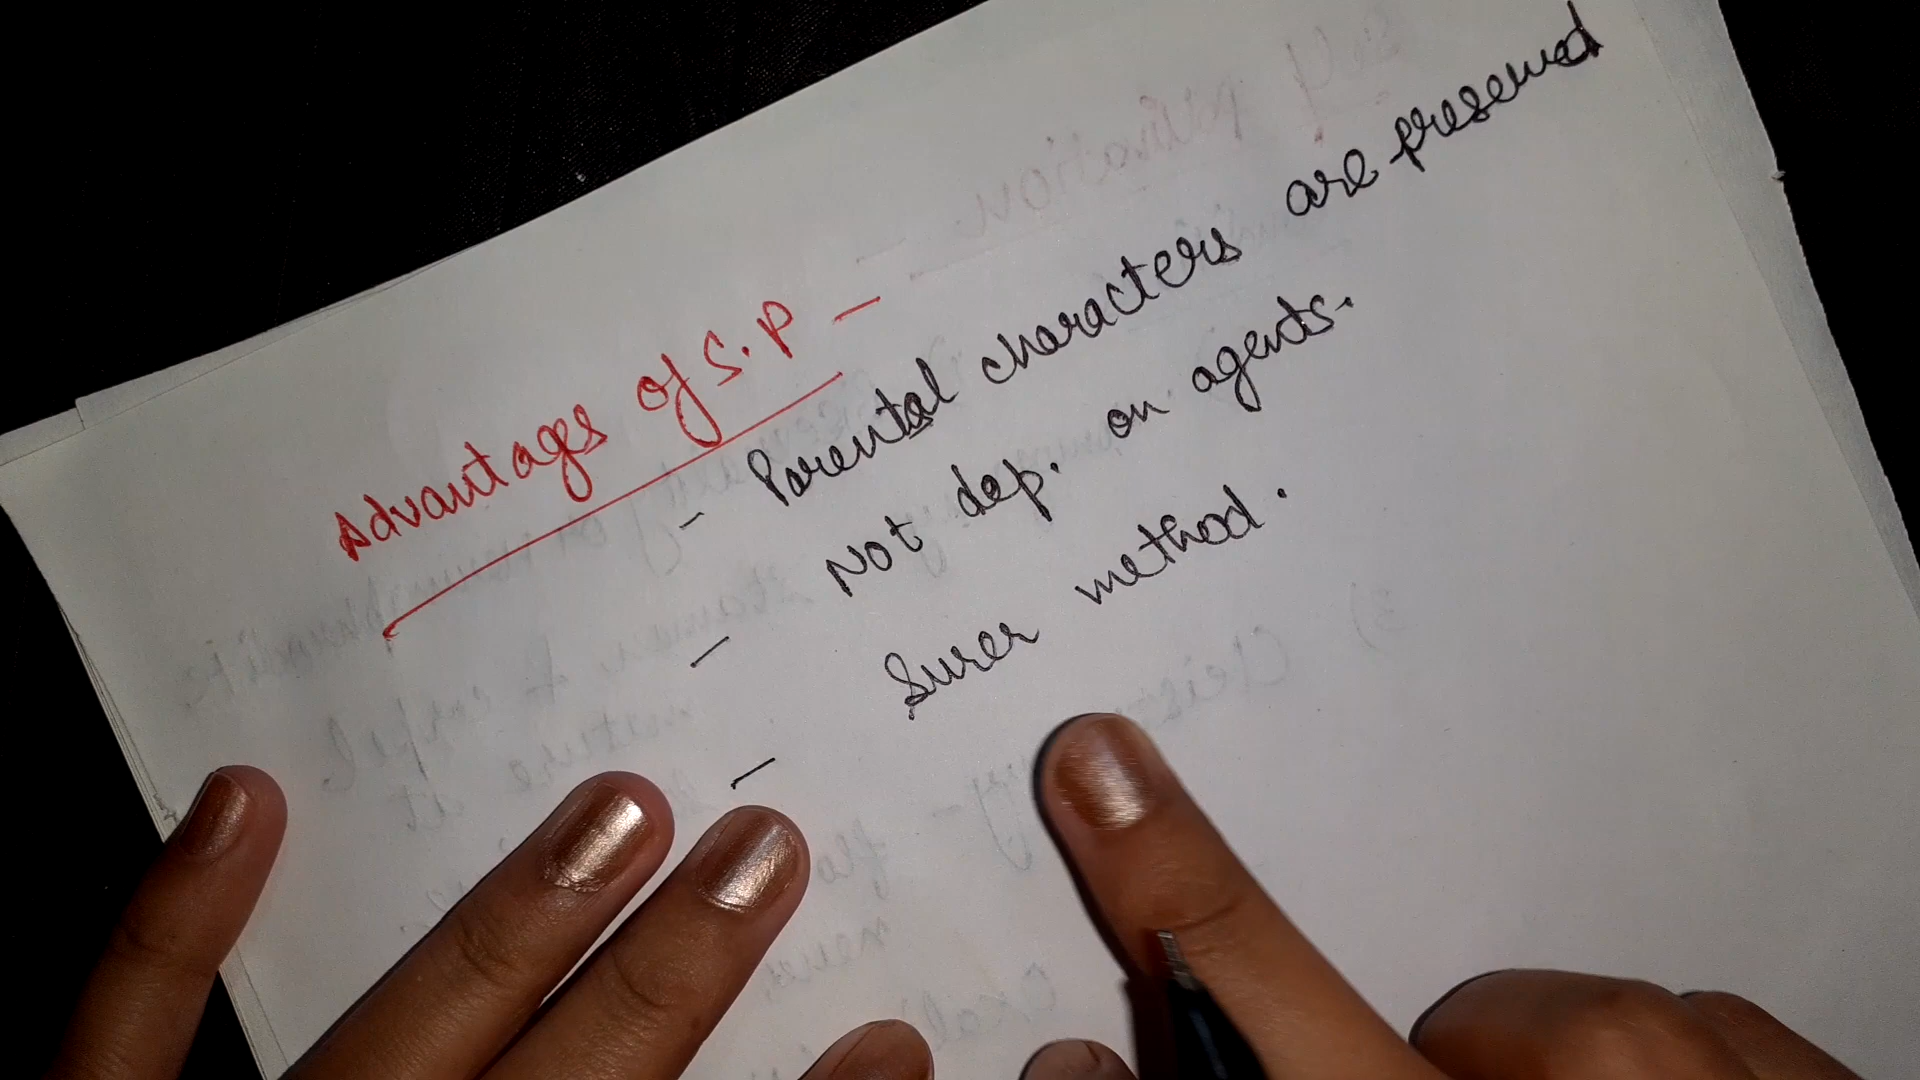 Advantages of S.P –
– Parental characters are preserved
– Not dep. on agents.
– Surer method.